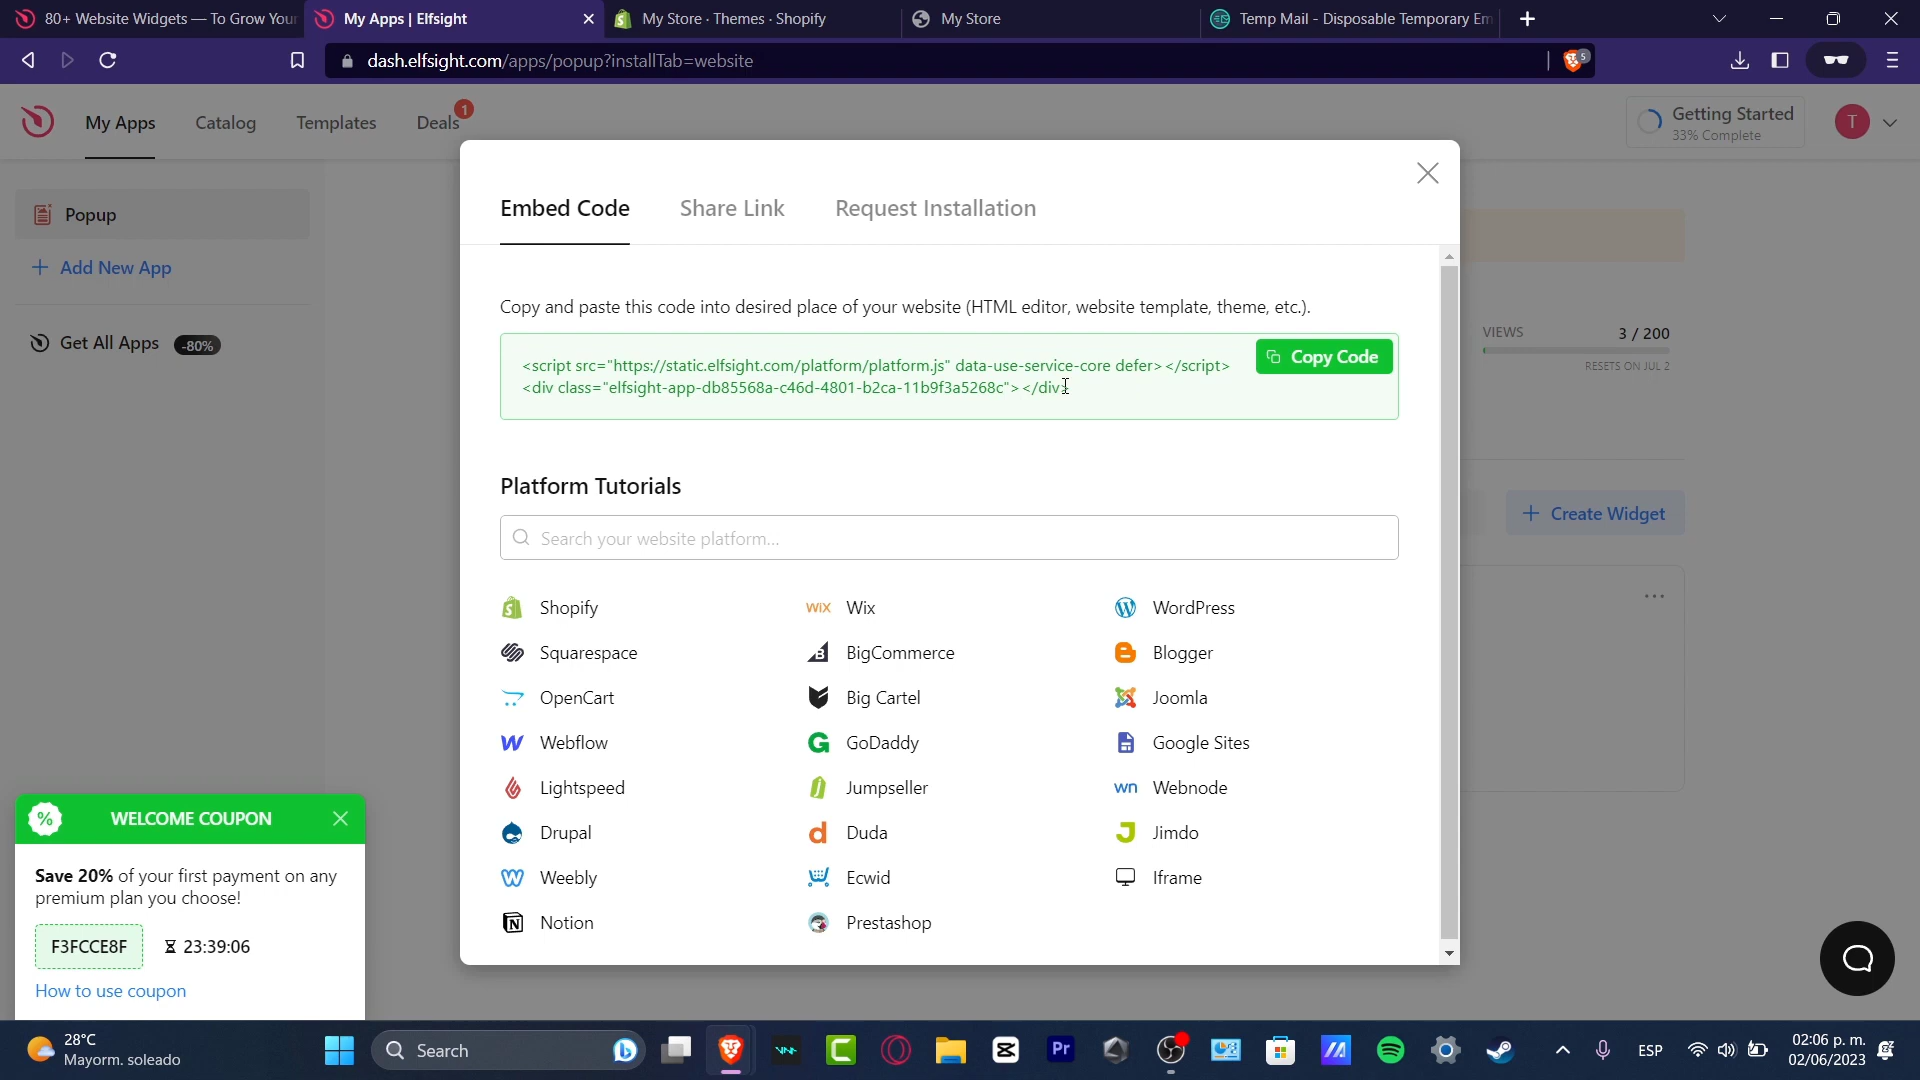 80+ Website Widgets — To Grow Your
My Apps | Elfsight
My Store · Themes · Shopify
My Store
Temp Mail - Disposable Temporary Em
dash.elfsight.com/apps/popup?installTab=website
5
My Apps
Catalog
Templates
Deals
1
Getting Started
33% Complete
T
Popup
Add New App
Get All Apps
-80%
Embed Code
Share Link
Request Installation
Copy and paste this code into desired place of your website (HTML editor, website template, theme, etc.).
<script src="https://static.elfsight.com/platform/platform.js" data-use-service-core defer></script>
<div class="elfsight-app-db85568a-c46d-4801-b2ca-11b9f3a5268c"></div>
Copy Code
VIEWS
3 / 200
RESETS ON JUL 2
Platform Tutorials
Search your website platform...
Create Widget
Shopify
Wix
WordPress
Squarespace
BigCommerce
Blogger
OpenCart
Big Cartel
Joomla
Webflow
GoDaddy
Google Sites
Lightspeed
Jumpseller
Webnode
Drupal
Duda
Jimdo
Weebly
Ecwid
Iframe
Notion
Prestashop
WELCOME COUPON
Save 20% of your first payment on any
premium plan you choose!
F3FCCE8F
23:39:06
How to use coupon
28°C
Mayorm. soleado
Search
Pr
ESP
02:06 p. m.
02/06/2023